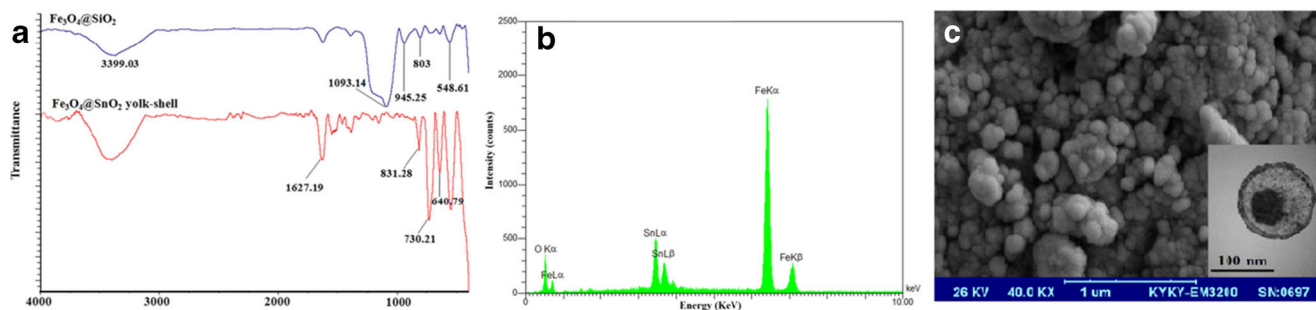 a
Fe₃O₄@SiO₂
3399.03
1093.14
945.25
803
548.61
Fe₃O₄@SnO₂ yolk-shell
1627.19
831.28
730.21
640.79
Transmittance
4000
3000
2000
1000
b
2500
2000
1500
1000
500
0
Intensity (counts)
O Kα
FeLα
SnLα
SnLβ
FeKα
FeKβ
0
10.00
keV
Energy (KeV)
c
100 nm
26 KV 40.0 KX 1 um KYKY-EM3200 SN:0697